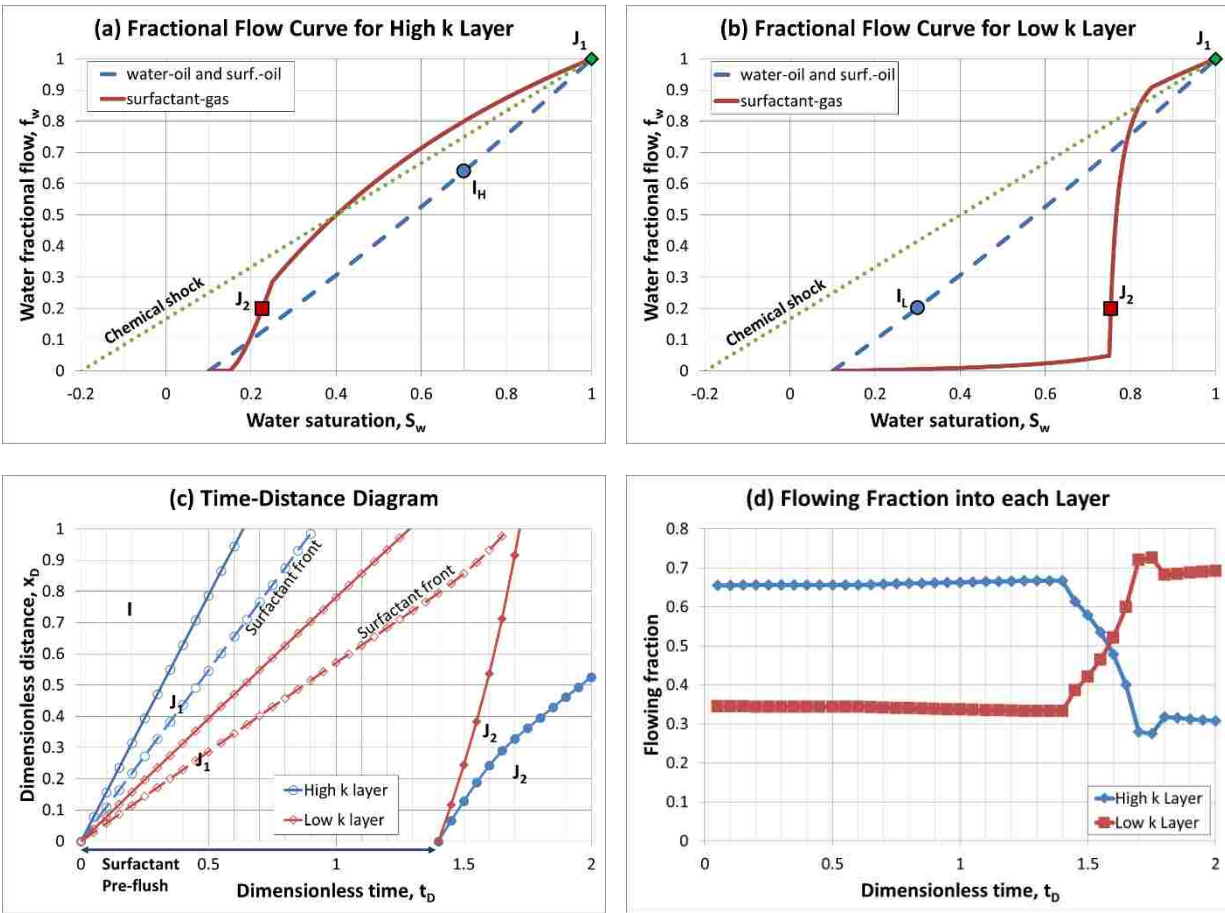 (a) Fractional Flow Curve for High k Layer
J1
water-oil and surf.-oil
surfactant-gas
IH
J2
Chemical shock
Water fractional flow, fw
1
0.9
0.8
0.7
0.6
0.5
0.4
0.3
0.2
0.1
0
-0.2 0 0.2 0.4 0.6 0.8 1
Water saturation, Sw
(b) Fractional Flow Curve for Low k Layer
J1
water-oil and surf.-oil
surfactant-gas
Chemical shock
IL
J2
Water fractional flow, fw
1
0.9
0.8
0.7
0.6
0.5
0.4
0.3
0.2
0.1
0
-0.2 0 0.2 0.4 0.6 0.8 1
Water saturation, Sw
(c) Time-Distance Diagram
Dimensionless distance, xD
1
0.9
0.8
0.7
0.6
0.5
0.4
0.3
0.2
0.1
0
I
Surfactant front
Surfactant front
J1
J1
J2
J2
High k layer
Low k layer
0 0.5 1 1.5 2
Surfactant
Pre-flush
Dimensionless time, tD
(d) Flowing Fraction into each Layer
Flowing fraction
0.8
0.7
0.6
0.5
0.4
0.3
0.2
0.1
0
High k Layer
Low k Layer
0 0.5 1 1.5 2
Dimensionless time, tD